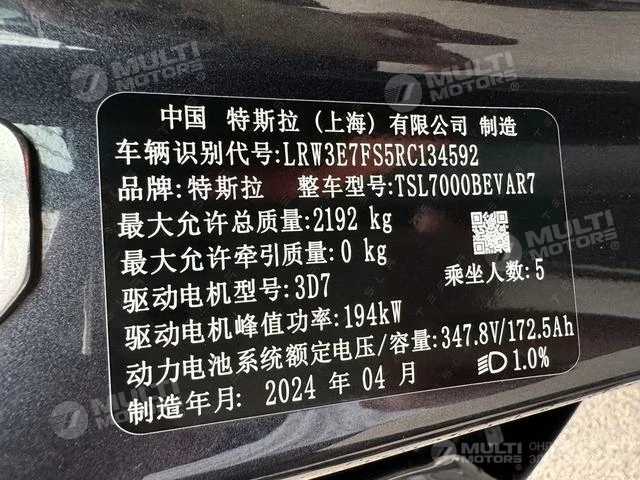 MULTI
MOTORS
MULTI
MOTORS
中国 特斯拉（上海）有限公司 制造
车辆识别代号:LRW3E7FS5RC134592
品牌:特斯拉 整车型号:TSL7000BEVAR7
最大允许总质量:2192 kg
最大允许牵引质量:0 kg
驱动电机型号:3D7 乘坐人数:5
驱动电机峰值功率:194kW
动力电池系统额定电压/容量:347.8V/172.5Ah
制造年月:2024 年 04 月 1.0%
MULTI
MOTORS
MULTI
MOTORS
MULTI
MOTORS